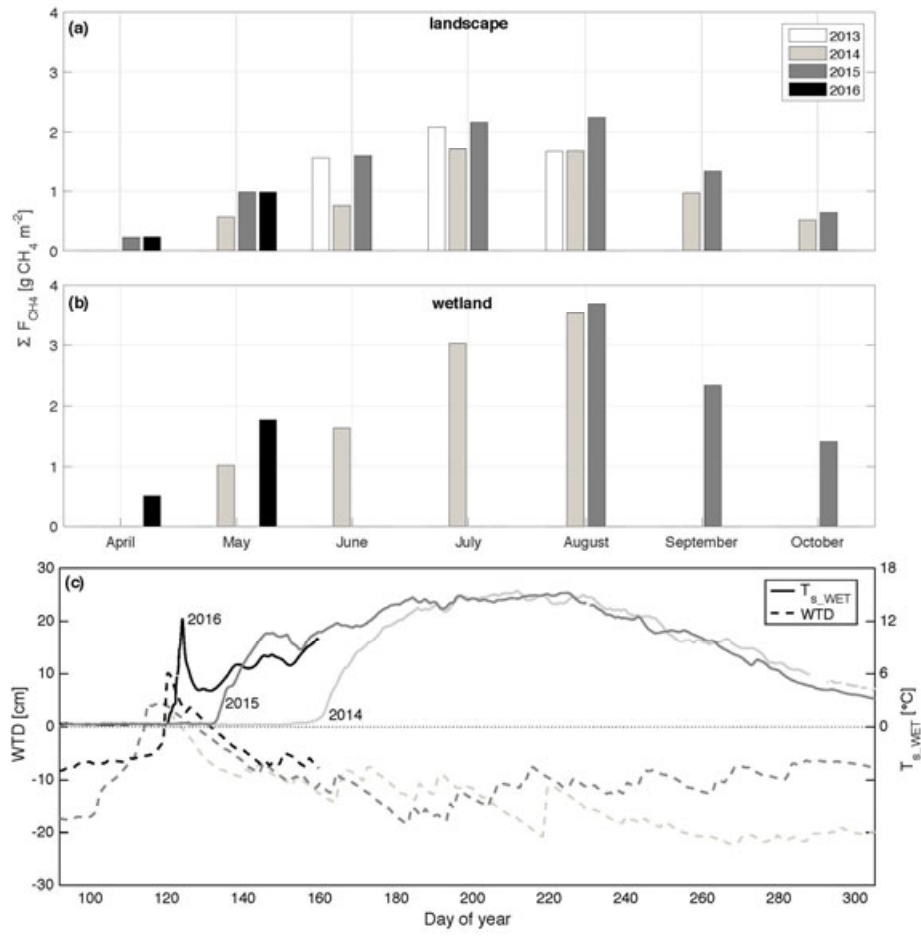 (a) landscape
2013
2014
2015
2016
4
3
2
1
0
Σ F_CH4 [g CH₄ m⁻²]
(b) wetland
4
3
2
1
0
April May June July August September October
(c)
T_s_WET
WTD
30
20
10
0
-10
-20
-30
WTD [cm]
2016
2015
2014
18
12
6
0
T_s_WET [°C]
100 120 140 160 180 200 220 240 260 280 300
Day of year